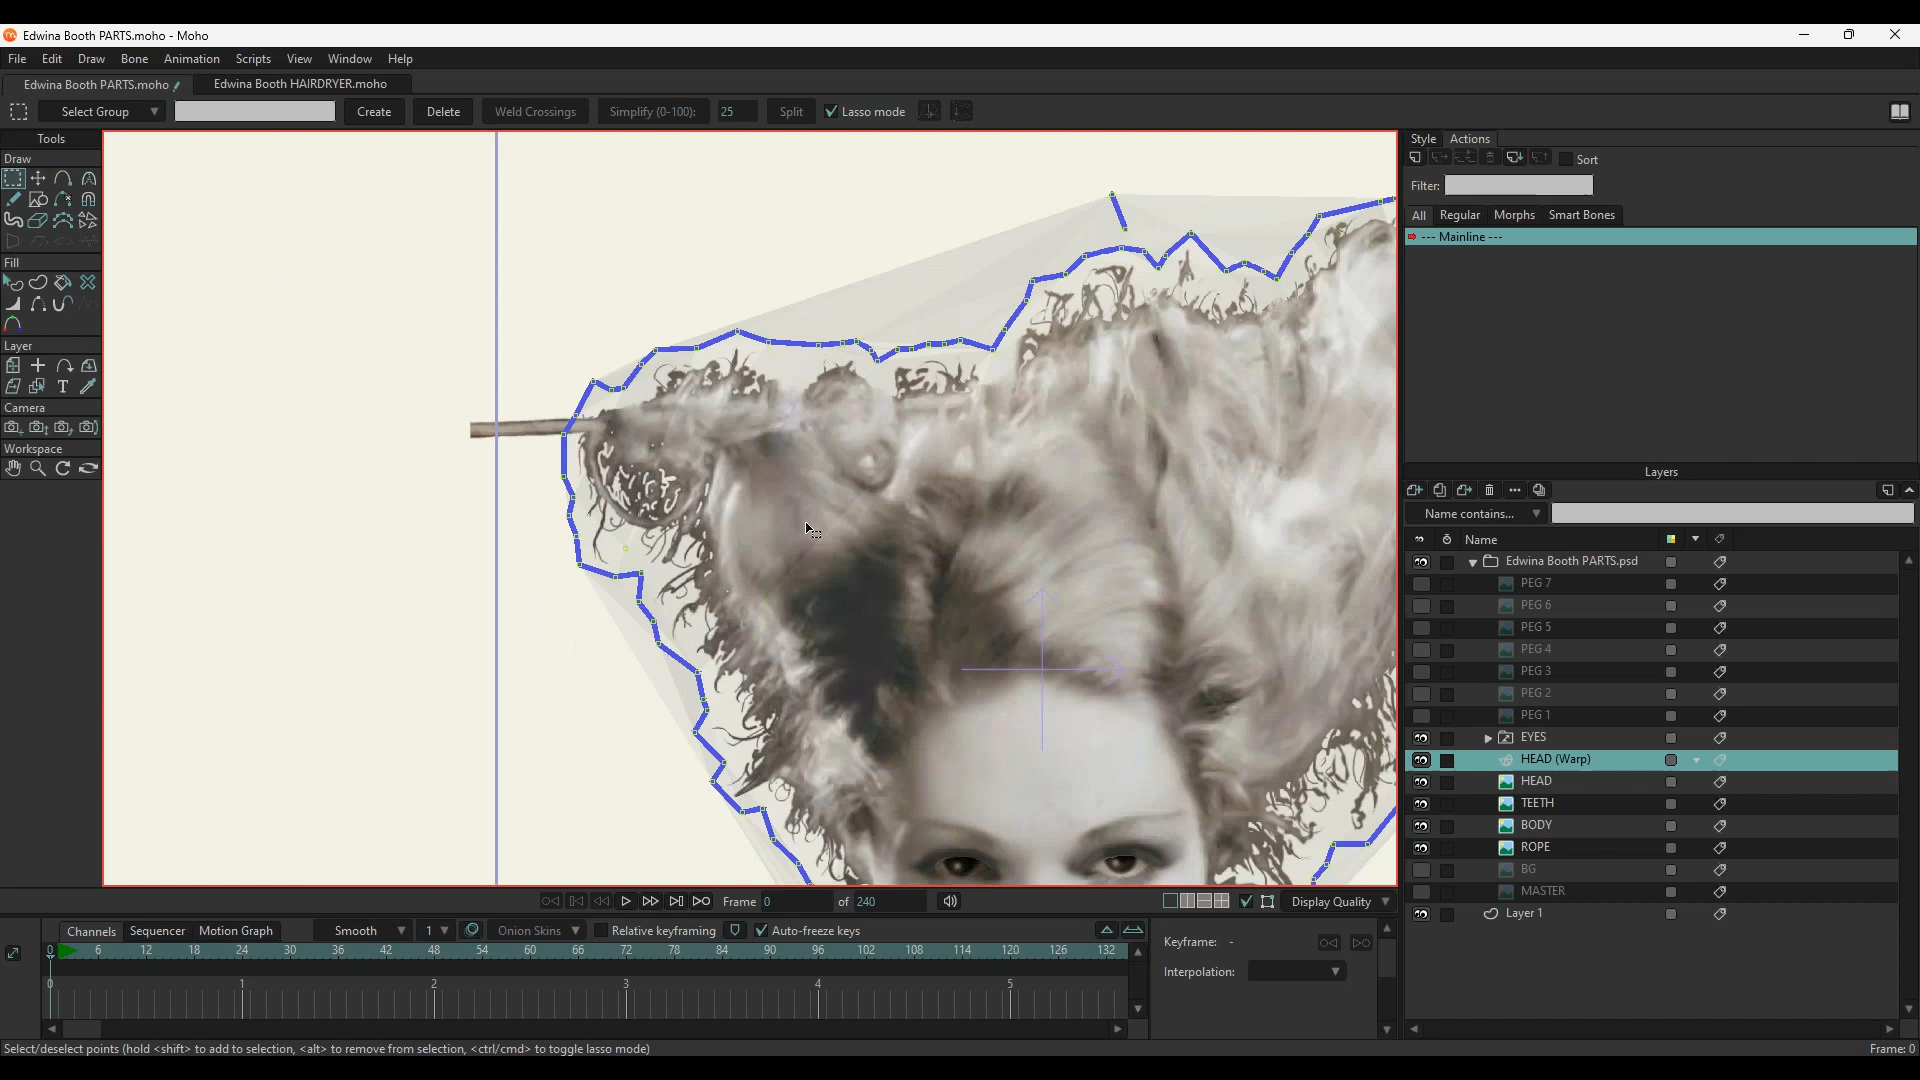 Edwina Booth PARTS.moho - Moho
File Edit Draw Bone Animation Scripts View Window Help
Edwina Booth PARTS.moho Edwina Booth HAIRDRYER.moho
Select Group Create Delete Weld Crossings Simplify (0-100): 25 Split Lasso mode
Tools
Draw
Fill
Layer
Camera
Workspace
Style Actions
Sort
Filter:
All Regular Morphs Smart Bones
--- Mainline ---
Layers
Name contains...
Name
Edwina Booth PARTS.psd
PEG 7
PEG 6
PEG 5
PEG 4
PEG 3
PEG 2
PEG 1
EYES
HEAD (Warp)
HEAD
TEETH
BODY
ROPE
BG
MASTER
Layer 1
Frame 0 of 240 Display Quality
Channels Sequencer Motion Graph Smooth 1 Onion Skins Relative keyframing Auto-freeze keys
0 6 12 18 24 30 36 42 48 54 60 66 72 78 84 90 96 102 108 114 120 126 132
0 1 2 3 4 5
Keyframe: -
Interpolation:
Select/deselect points (hold <shift> to add to selection, <alt> to remove from selection, <ctrl/cmd> to toggle lasso mode) Frame: 0